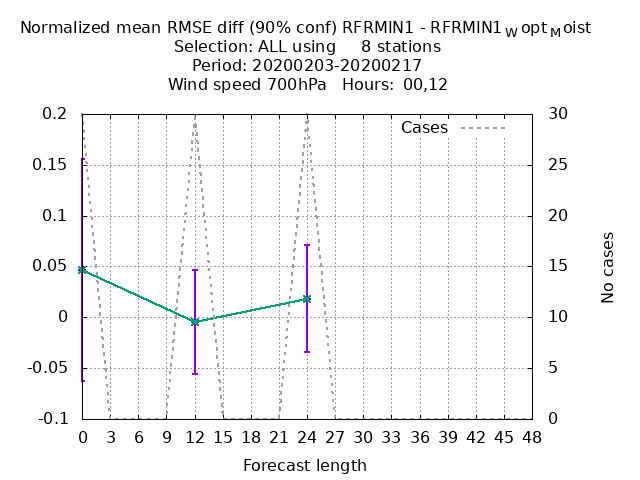 Normalized mean RMSE diff (90% conf) RFRMIN1 - RFRMIN1WoptMoist
Selection: ALL using     8 stations
Period: 20200203-20200217
Wind speed 700hPa   Hours: 00,12
0.2
0.15
0.1
0.05
0
-0.05
-0.1
Cases
30
25
20
15
10
5
0
No cases
0 3 6 9 12 15 18 21 24 27 30 33 36 39 42 45 48
Forecast length